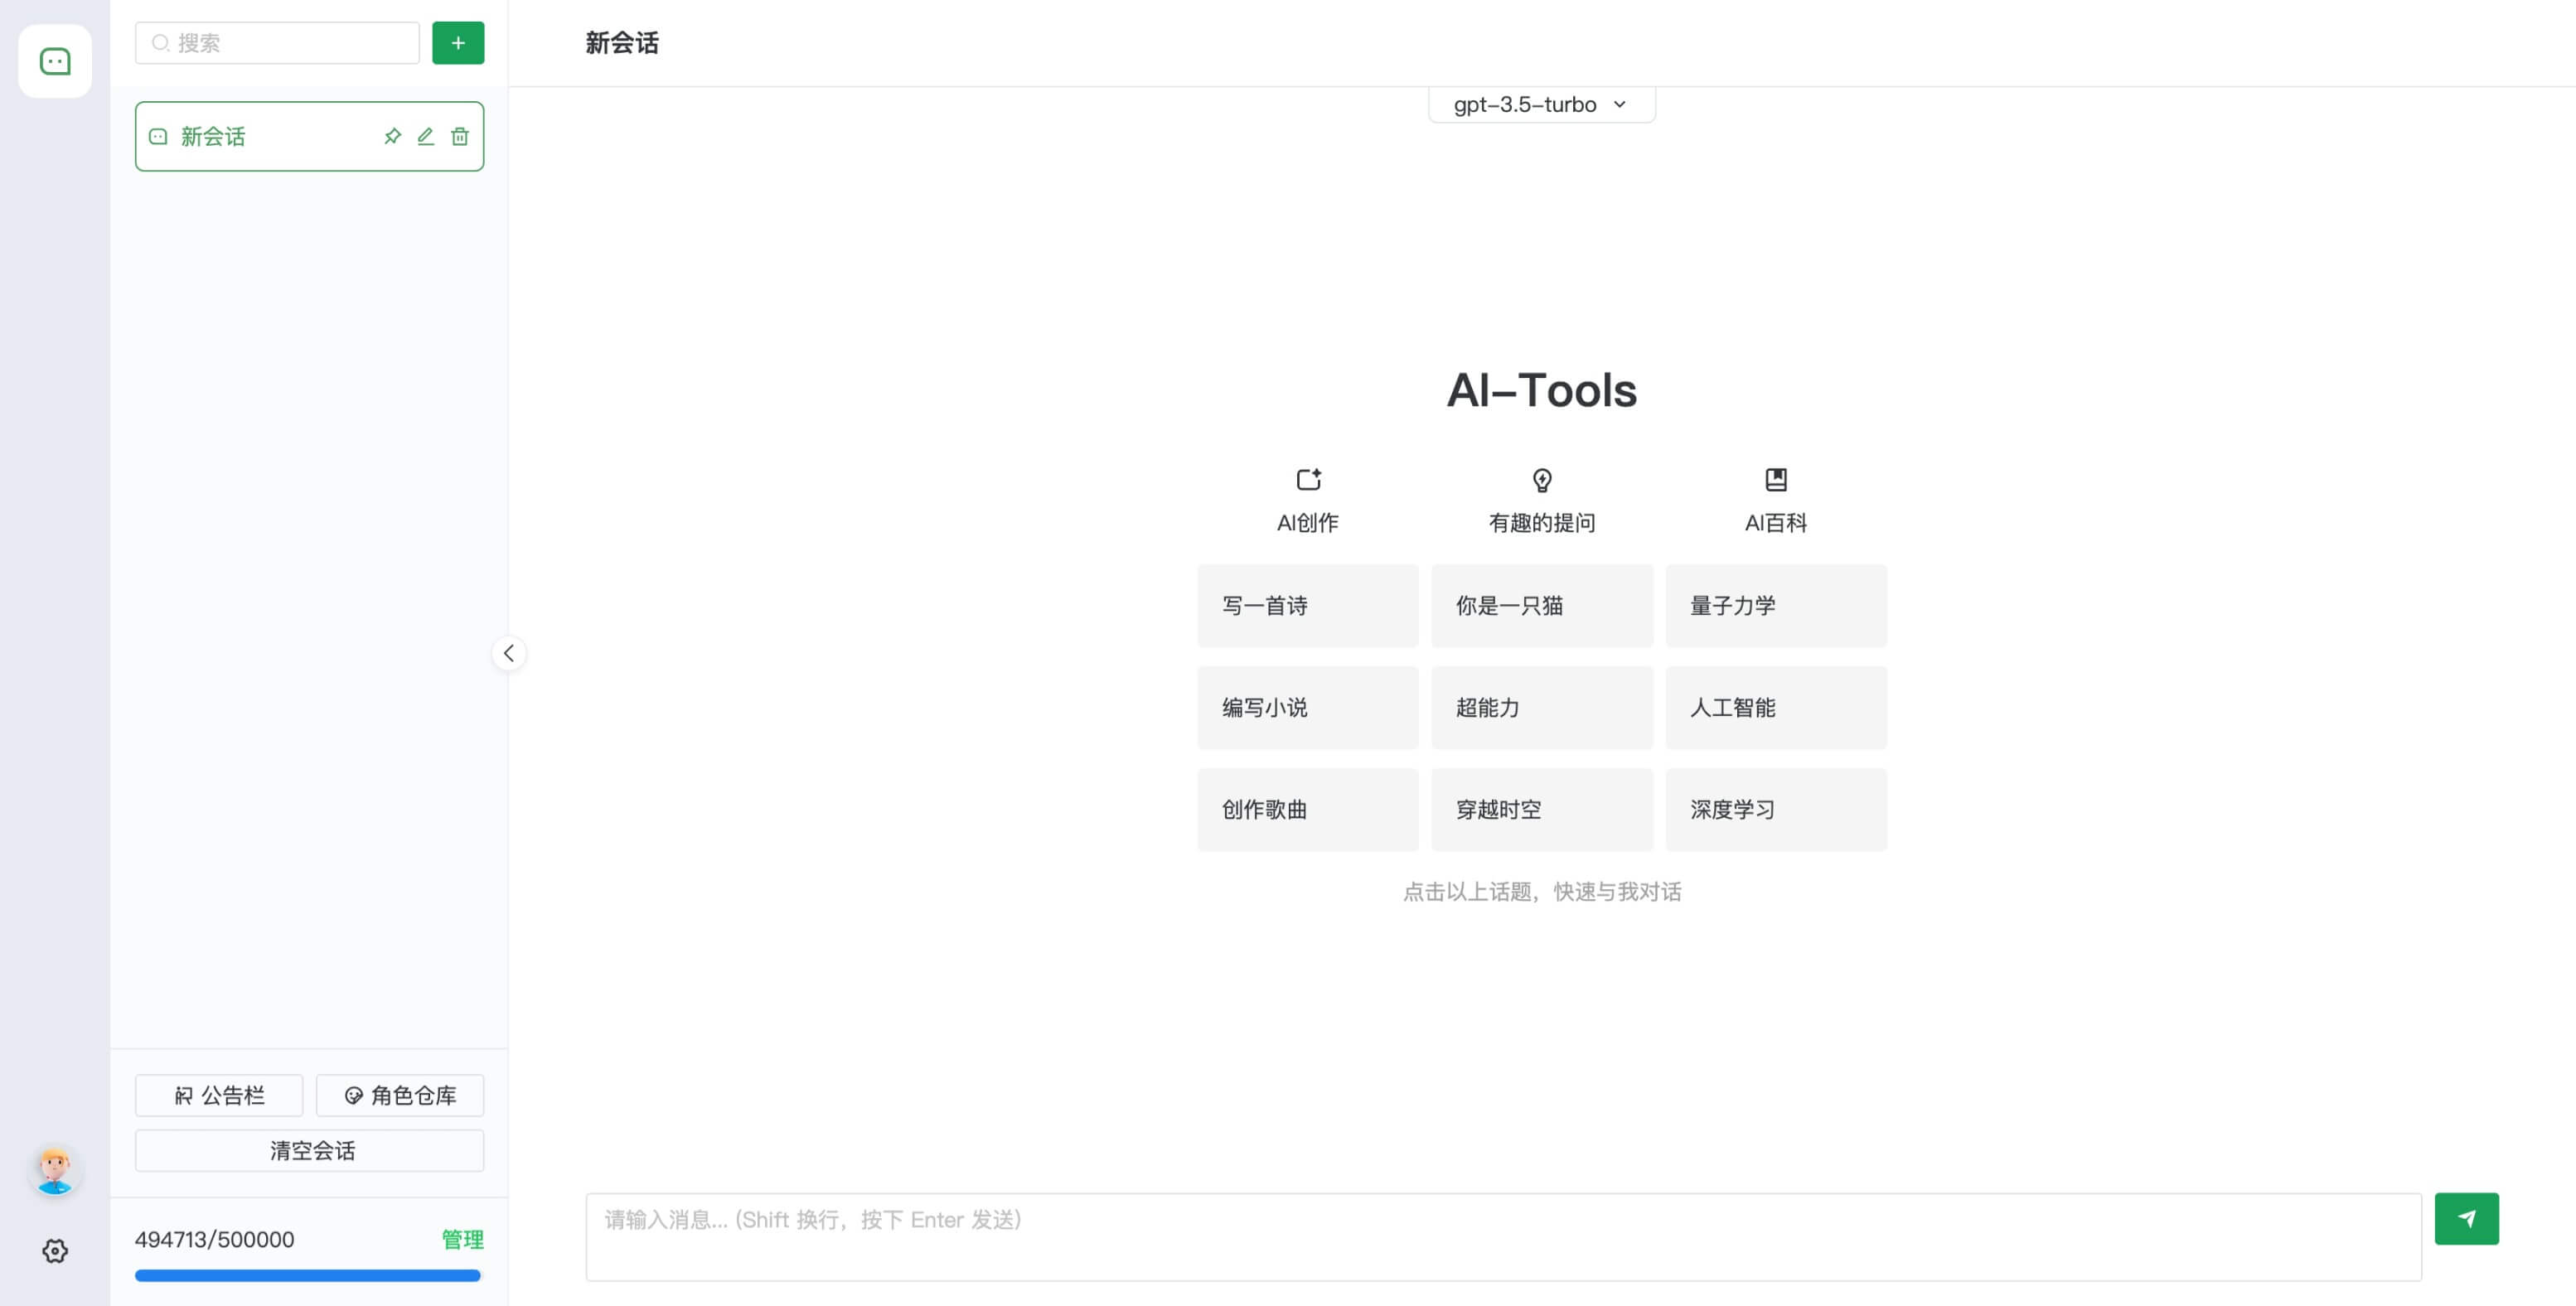 搜索
新会话
新会话
gpt-3.5-turbo
AI-Tools
AI创作
有趣的提问
AI百科
写一首诗
你是一只猫
量子力学
编写小说
超能力
人工智能
创作歌曲
穿越时空
深度学习
点击以上话题，快速与我对话
公告栏
角色仓库
清空会话
494713/500000
管理
请输入消息... (Shift 换行，按下 Enter 发送)